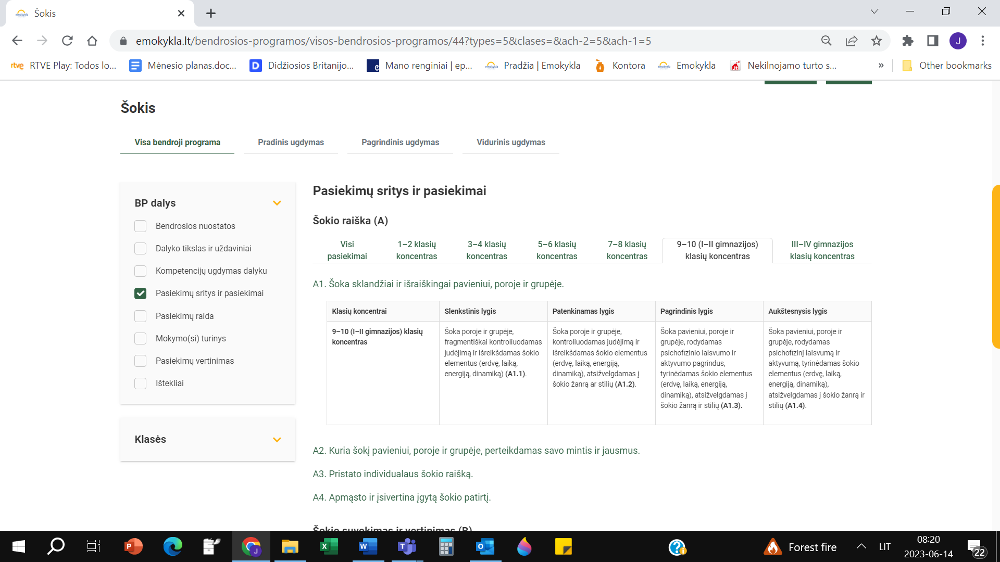 Šokis
emokykla.lt/bendrosios-programos/visos-bendrosios-programos/44?types=5&clases=&ach-2=5&ach-1=5
J
rtve RTVE Play: Todos lo...
Mėnesio planas.doc...
D Didžiosios Britanijo...
e Mano renginiai | ep...
Pradžia | Emokykla
Kontora
Emokykla
Nekilnojamo turto s...
»
Other bookmarks
Šokis
Visa bendroji programa
Pradinis ugdymas
Pagrindinis ugdymas
Vidurinis ugdymas
BP dalys
Bendrosios nuostatos
Dalyko tikslas ir uždaviniai
Kompetencijų ugdymas dalyku
Pasiekimų sritys ir pasiekimai
Pasiekimų raida
Mokymo(si) turinys
Pasiekimų vertinimas
Ištekliai
Klasės
Pasiekimų sritys ir pasiekimai
Šokio raiška (A)
Visi
pasiekimai
1–2 klasių
koncentras
3–4 klasių
koncentras
5–6 klasių
koncentras
7–8 klasių
koncentras
9–10 (I–II gimnazijos)
klasių koncentras
III–IV gimnazijos
klasių koncentras
A1. Šoka sklandžiai ir išraiškingai pavieniui, poroje ir grupėje.
Klasių koncentrai
Slenkstinis lygis
Patenkinamas lygis
Pagrindinis lygis
Aukštesnysis lygis
9–10 (I–II gimnazijos) klasių
koncentras
Šoka poroje ir grupėje,
fragmentiškai kontroliuodamas
judėjimą ir išreikšdamas šokio
elementus (erdvę, laiką,
energiją, dinamiką) (A1.1).
Šoka poroje ir grupėje,
kontroliuodamas judėjimą ir
išreikšdamas šokio elementus
(erdvę, laiką, energiją,
dinamiką), atsižvelgdamas į
šokio žanrą ar stilių (A1.2).
Šoka pavieniui, poroje ir
grupėje, rodydamas
psichofizinio laisvumo ir
aktyvumo pagrindus,
tyrinėdamas šokio elementus
(erdvę, laiką, energiją,
dinamiką), atsižvelgdamas į
šokio žanrą ir stilių (A1.3).
Šoka pavieniui, poroje ir
grupėje, rodydamas
psichofizinį laisvumą ir
aktyvumą, tyrinėdamas šokio
elementus (erdvę, laiką,
energiją, dinamiką),
atsižvelgdamas į šokio žanrą ir
stilių (A1.4).
A2. Kuria šokį pavieniui, poroje ir grupėje, perteikdamas savo mintis ir jausmus.
A3. Pristato individualaus šokio raišką.
A4. Apmąsto ir įsivertina įgytą šokio patirtį.
Šokio suvokimas ir vertinimas (B)
P
J
X
W
T
O
Forest fire
LIT
08:20
2023-06-14
22